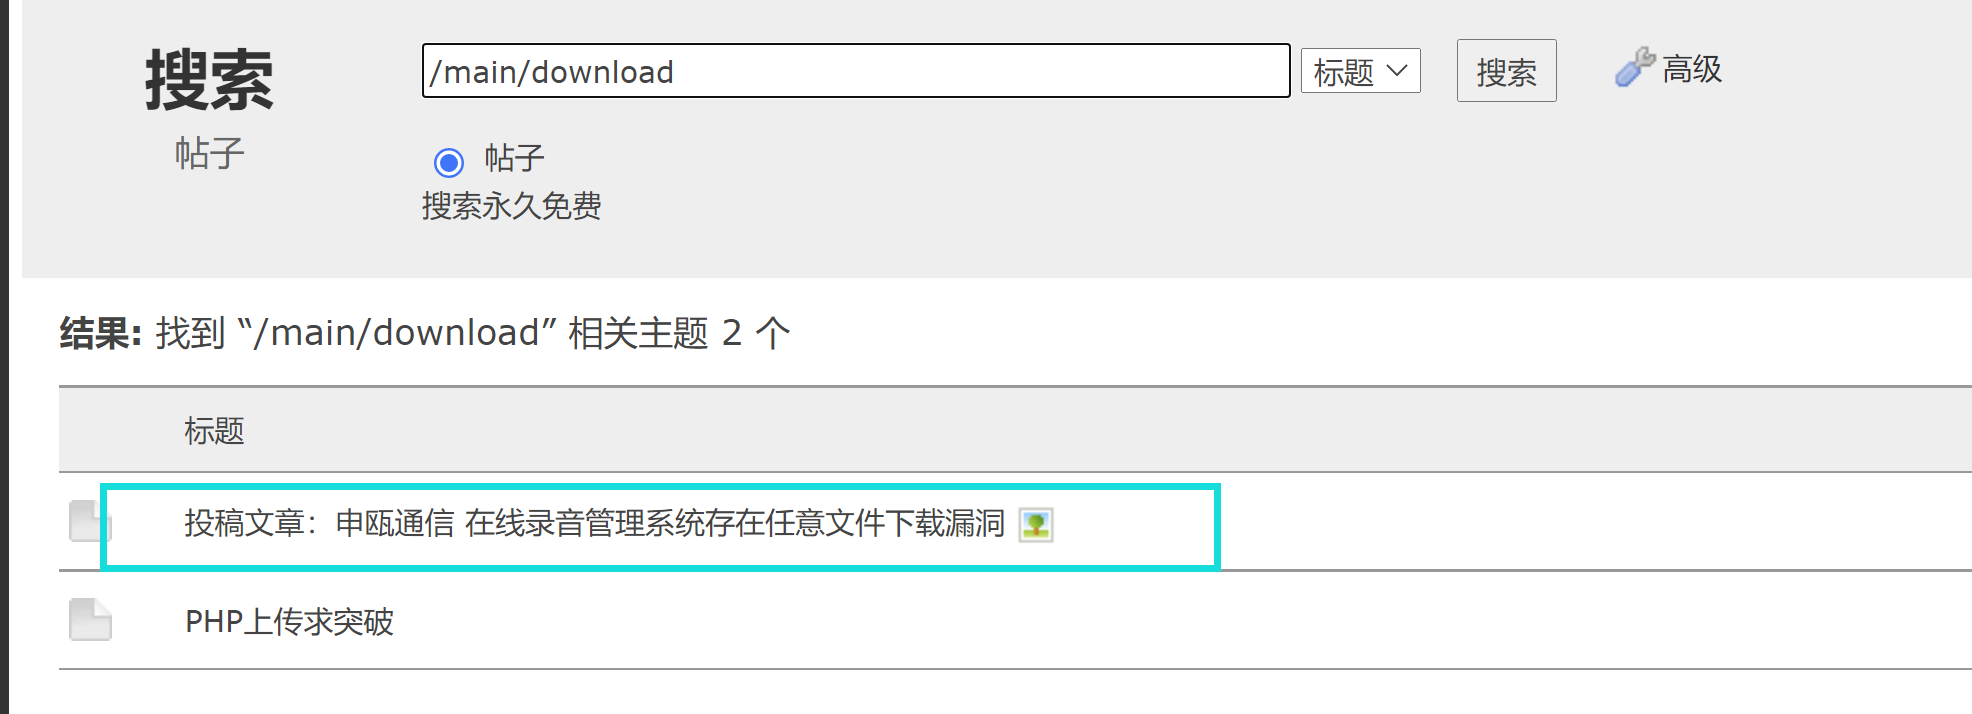 搜索
帖子
/main/download
标题
搜索
高级
帖子
搜索永久免费
结果: 找到 “/main/download” 相关主题 2 个
标题
投稿文章：申瓯通信 在线录音管理系统存在任意文件下载漏洞
PHP上传求突破